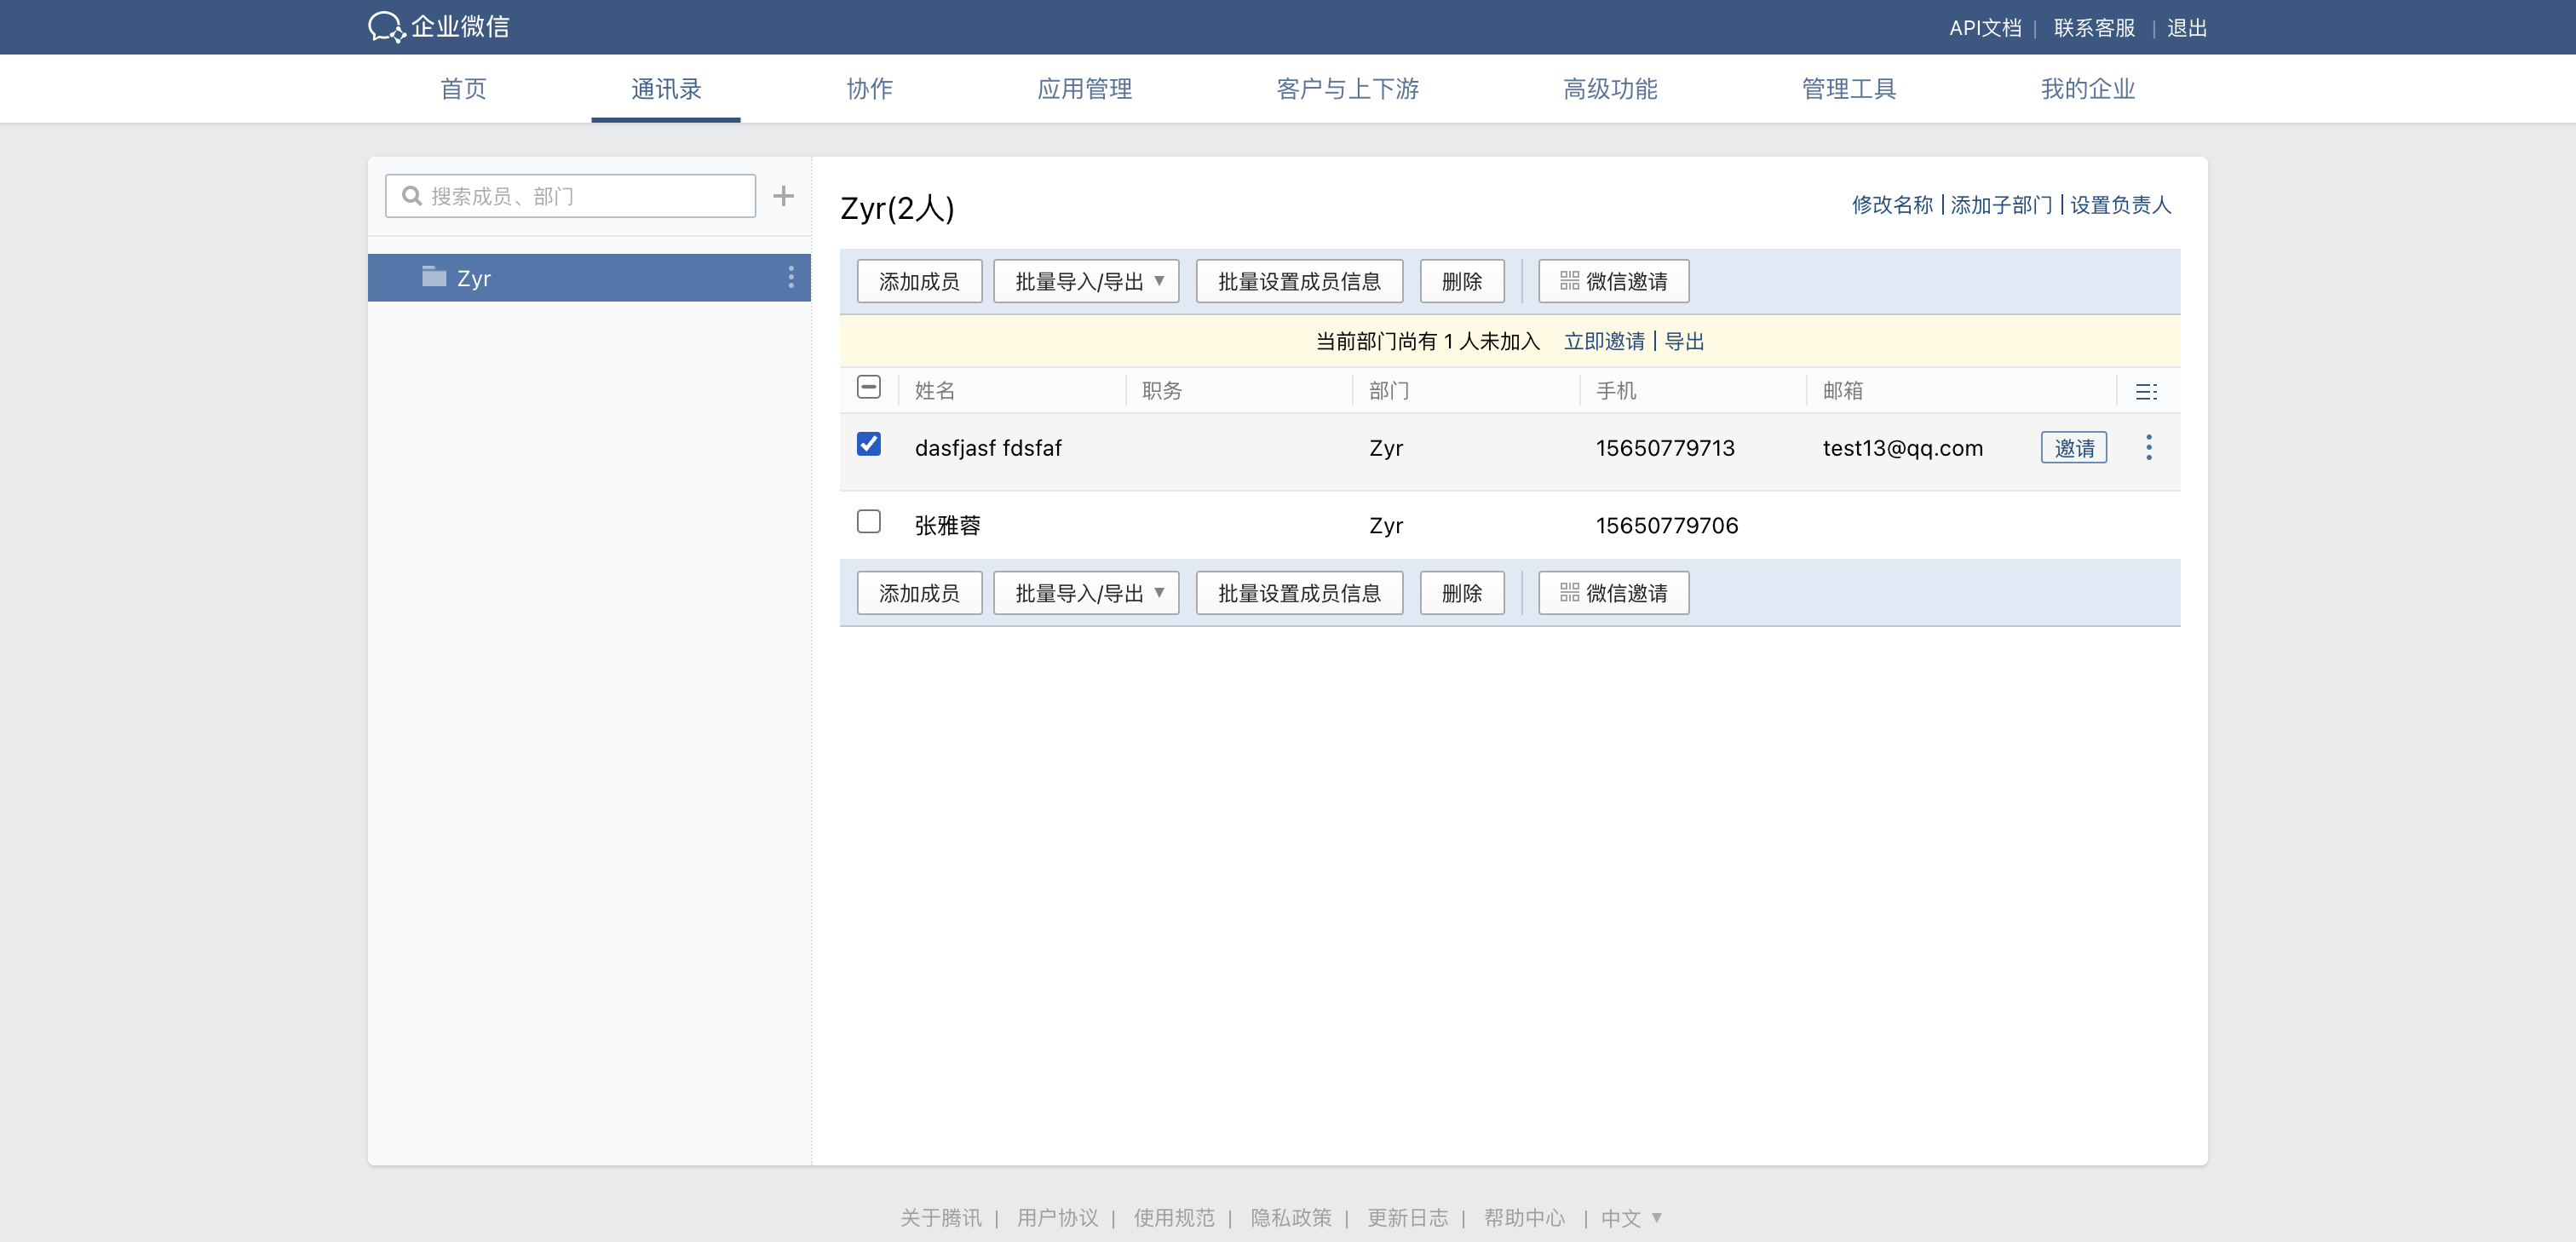 企业微信
API文档 | 联系客服 | 退出
首页 通讯录 协作 应用管理 客户与上下游 高级功能 管理工具 我的企业
搜索成员、部门
Zyr
Zyr(2人)
修改名称 | 添加子部门 | 设置负责人
添加成员 批量导入/导出 批量设置成员信息 删除 微信邀请
当前部门尚有 1 人未加入 立即邀请 | 导出
姓名 职务 部门 手机 邮箱
dasfjasf fdsfaf Zyr 15650779713 test13@qq.com 邀请
张雅蓉 Zyr 15650779706
添加成员 批量导入/导出 批量设置成员信息 删除 微信邀请
关于腾讯 | 用户协议 | 使用规范 | 隐私政策 | 更新日志 | 帮助中心 | 中文